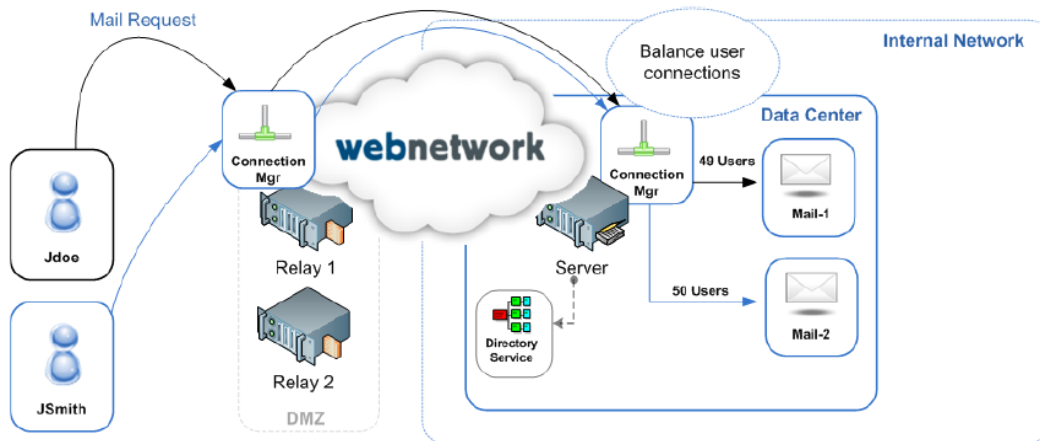 Mail Request
Internal Network
Balance user
connections
Data Center
webnetwork
Connection
Mgr
Connection
Mgr
49 Users
Mail-1
Jdoe
Relay 1
Server
50 Users
Directory
Service
Mail-2
Relay 2
JSmith
DMZ